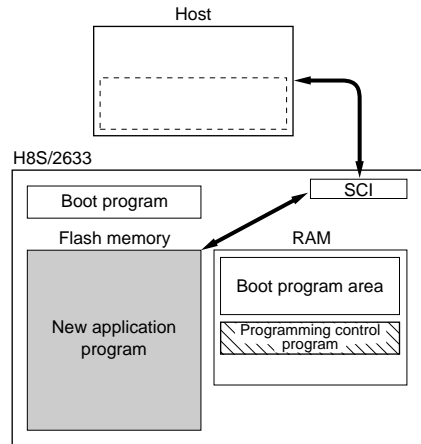 Host
H8S/2633
SCI
Boot program
Flash memory
RAM
Boot program area
New application
program
Programming control
program